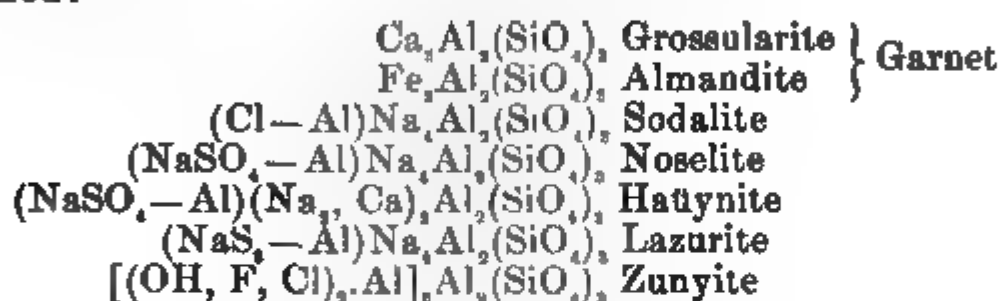 Ca₃Al₂(SiO₄)₃ Grossularite } Garnet
Fe₃Al₂(SiO₄)₃ Almandite
(Cl—Al)Na₄Al₂(SiO₄)₃ Sodalite
(NaSO₄—Al)Na₄Al₂(SiO₄)₃ Noselite
(NaSO₄—Al)(Na₂, Ca)₂Al₂(SiO₄)₃ Haüynite
(NaS₃—Al)Na₄Al₂(SiO₄)₃ Lazurite
[(OH, F, Cl)₂.Al]₆Al₂(SiO₄)₃ Zunyite